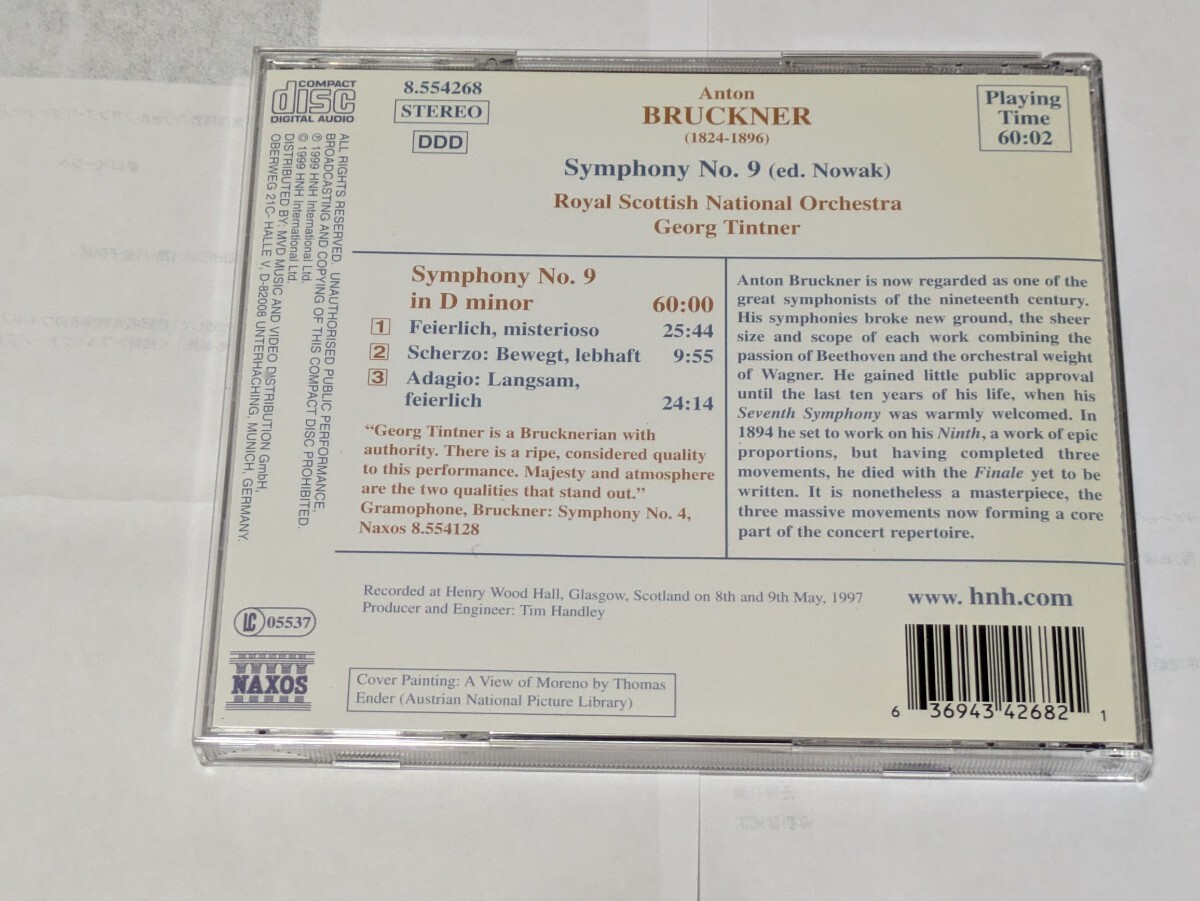 COMPACT
disc
DIGITAL AUDIO
8.554268
STEREO
DDD
Anton
BRUCKNER
(1824-1896)
Symphony No. 9 (ed. Nowak)
Royal Scottish National Orchestra
Georg Tintner
Playing
Time
60:02
Symphony No. 9
in D minor 60:00
1 Feierlich, misterioso 25:44
2 Scherzo: Bewegt, lebhaft 9:55
3 Adagio: Langsam,
feierlich 24:14
“Georg Tintner is a Brucknerian with
authority. There is a ripe, considered quality
to this performance. Majesty and atmosphere
are the two qualities that stand out.”
Gramophone, Bruckner: Symphony No. 4,
Naxos 8.554128
Anton Bruckner is now regarded as one of the
great symphonists of the nineteenth century.
His symphonies broke new ground, the sheer
size and scope of each work combining the
passion of Beethoven and the orchestral weight
of Wagner. He gained little public approval
until the last ten years of his life, when his
Seventh Symphony was warmly welcomed. In
1894 he set to work on his Ninth, a work of epic
proportions, but having completed three
movements, he died with the Finale yet to be
written. It is nonetheless a masterpiece, the
three massive movements now forming a core
part of the concert repertoire.
ALL RIGHTS RESERVED. UNAUTHORISED PUBLIC PERFORMANCE,
BROADCASTING AND COPYING OF THIS COMPACT DISC PROHIBITED.
℗ 1999 HNH International Ltd.
© 1999 HNH International Ltd.
DISTRIBUTED BY: MVD MUSIC AND VIDEO DISTRIBUTION GmbH,
OBERWEG 21C- HALLE V, D-82008 UNTERHACHING, MUNICH, GERMANY.
Recorded at Henry Wood Hall, Glasgow, Scotland on 8th and 9th May, 1997
Producer and Engineer: Tim Handley
www. hnh.com
LC 05537
NAXOS
Cover Painting: A View of Moreno by Thomas
Ender (Austrian National Picture Library)
6 36943 42682 1